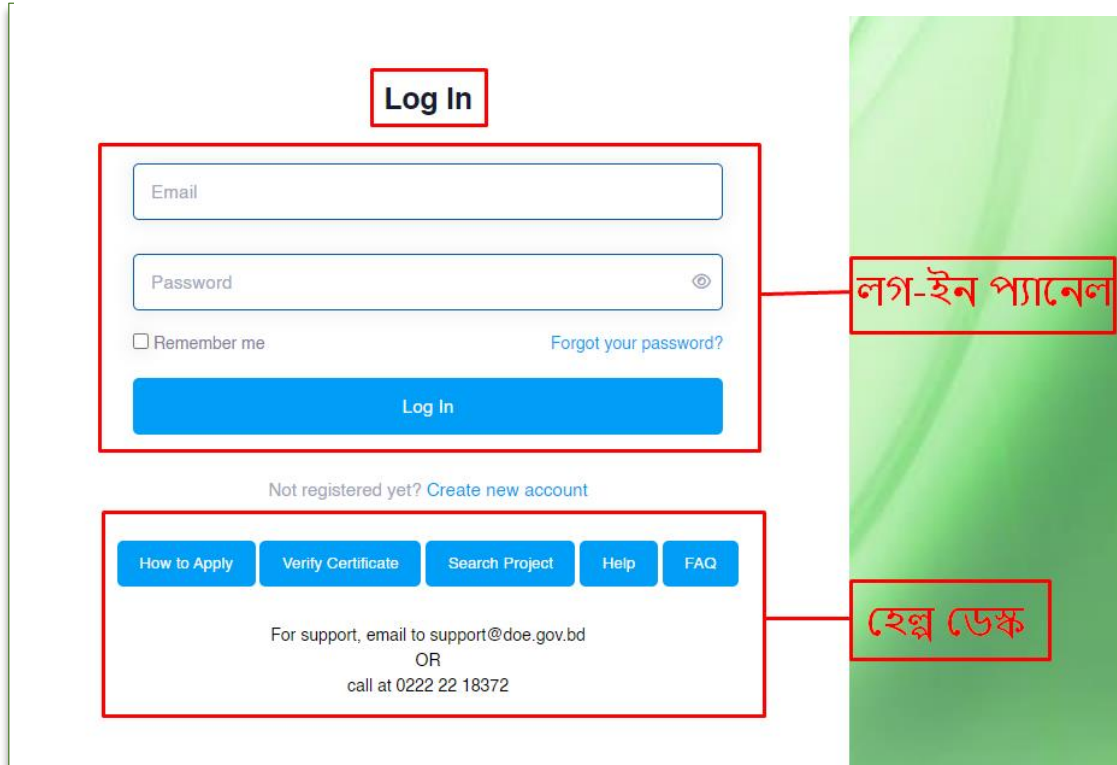 Log In
Email
Password
লগ-ইন প্যানেল
Remember me Forgot your password?
Log In
Not registered yet? Create new account
How to Apply Verify Certificate Search Project Help FAQ
হেল্প ডেস্ক
For support, email to support@doe.gov.bd
OR
call at 0222 22 18372